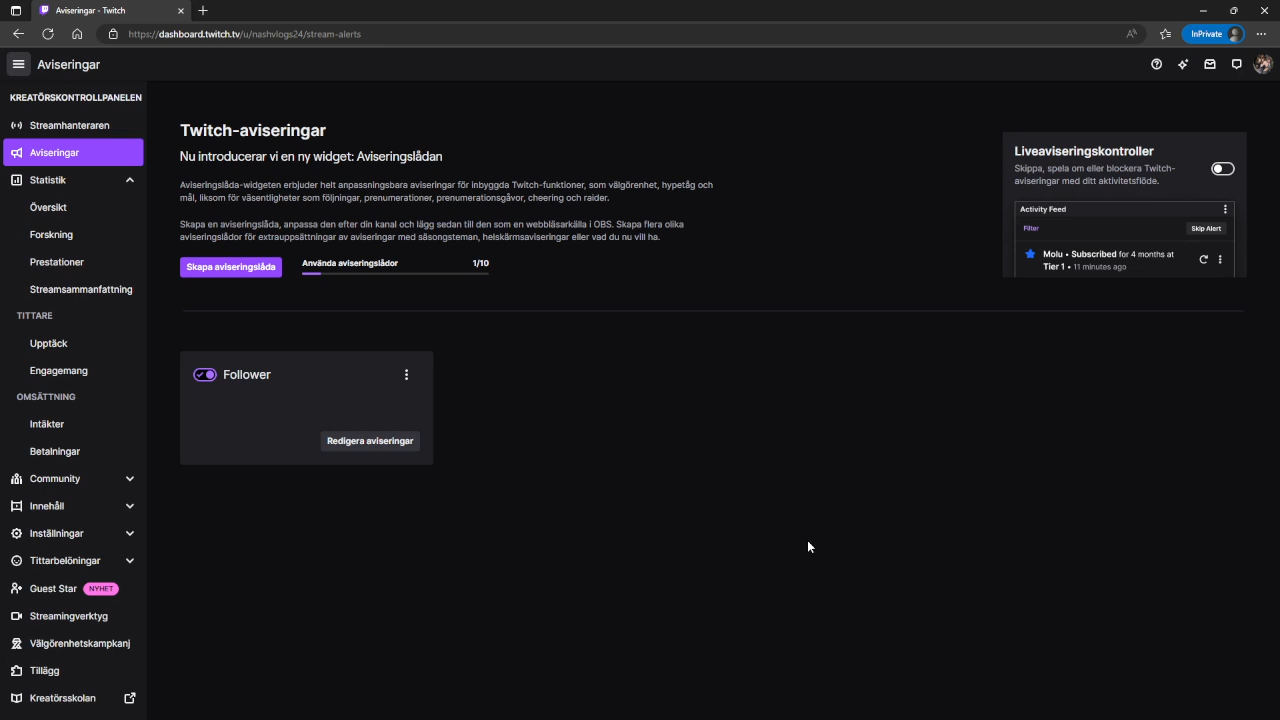 Aviseringar - Twitch
https://dashboard.twitch.tv/u/nashvlogs24/stream-alerts
InPrivate
Aviseringar
KREATÖRSKONTROLLPANELEN
Streamhanteraren
Aviseringar
Statistik
Översikt
Forskning
Prestationer
Streamsammanfattning
TITTARE
Upptäck
Engagemang
OMSÄTTNING
Intäkter
Betalningar
Community
Innehåll
Inställningar
Tittarbelöningar
Guest Star NYHET
Streamingverktyg
Välgörenhetskampkanj
Tillägg
Kreatörsskolan
Twitch-aviseringar
Nu introducerar vi en ny widget: Aviseringslådan
Aviseringslåda-widgeten erbjuder helt anpassningsbara aviseringar för inbyggda Twitch-funktioner, som välgörenhet, hypetåg och
mål, liksom för väsentligheter som följningar, prenumerationer, prenumerationsgåvor, cheering och raider.
Skapa en aviseringslåda, anpassa den efter din kanal och lägg sedan till den som en webbläsarkälla i OBS. Skapa flera olika
aviseringslådor för extrauppsättningar av aviseringar med säsongsteman, helskärmsaviseringar eller vad du nu vill ha.
Skapa aviseringslåda
Använda aviseringslådor 1/10
Liveaviseringskontroller
Skippa, spela om eller blockera Twitch-
aviseringar med ditt aktivitetsflöde.
Activity Feed
Filter
Skip Alert
Molu • Subscribed for 4 months at
Tier 1 • 11 minutes ago
Follower
Redigera aviseringar